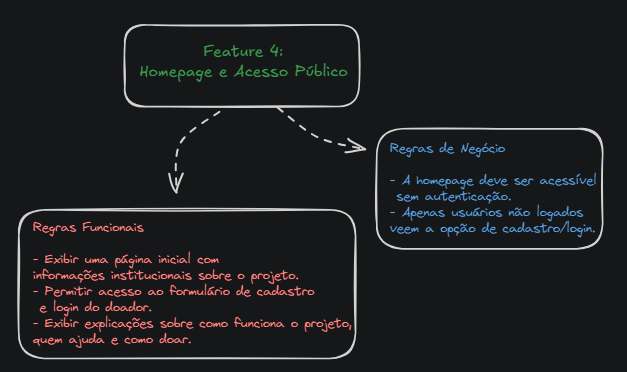 Feature 4:
Homepage e Acesso Público
Regras de Negócio
- A homepage deve ser acessível
sem autenticação.
- Apenas usuários não logados
veem a opção de cadastro/login.
Regras Funcionais
- Exibir uma página inicial com
informações institucionais sobre o projeto.
- Permitir acesso ao formulário de cadastro
e login do doador.
- Exibir explicações sobre como funciona o projeto,
quem ajuda e como doar.